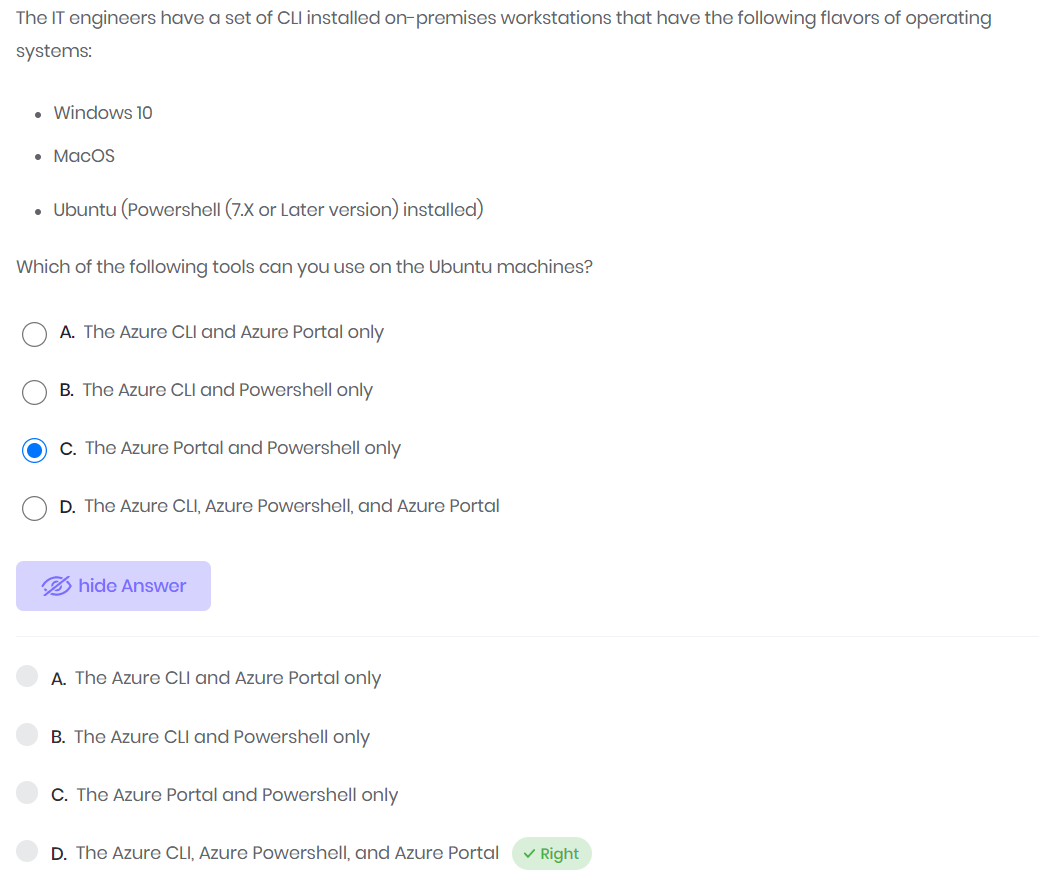 The IT engineers have a set of CLI installed on-premises workstations that have the following flavors of operating
systems:
• Windows 10
• MacOS
• Ubuntu (Powershell (7.X or Later version) installed)
Which of the following tools can you use on the Ubuntu machines?
A. The Azure CLI and Azure Portal only
B. The Azure CLI and Powershell only
C. The Azure Portal and Powershell only
D. The Azure CLI, Azure Powershell, and Azure Portal
hide Answer
A. The Azure CLI and Azure Portal only
B. The Azure CLI and Powershell only
C. The Azure Portal and Powershell only
D. The Azure CLI, Azure Powershell, and Azure Portal ✓ Right